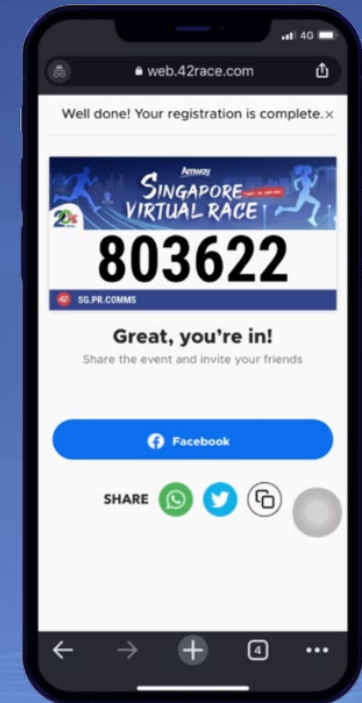 4G
web.42race.com
Well done! Your registration is complete.×
Amway
SINGAPORE
VIRTUAL RACE
803622
42 SG.PR.COMMS
Great, you're in!
Share the event and invite your friends
Facebook
SHARE
4